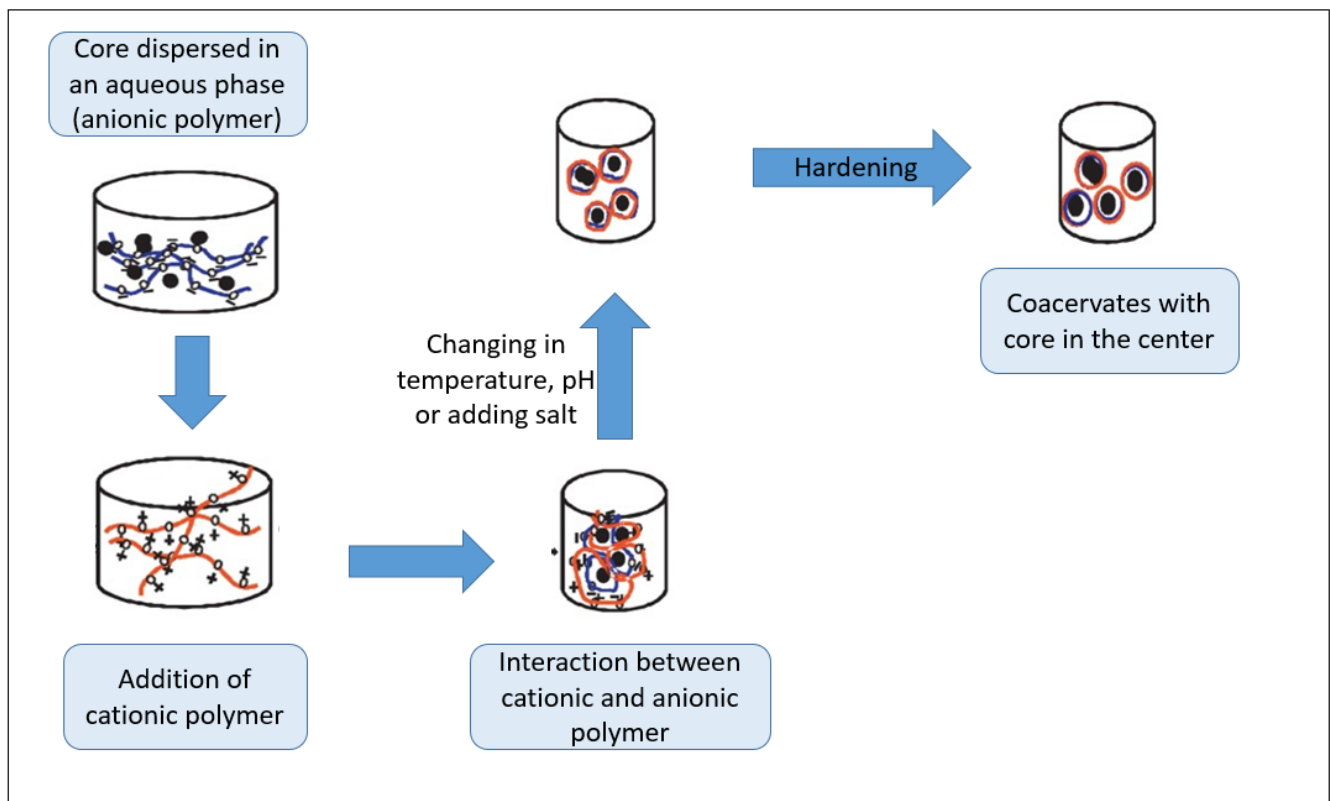 Core dispersed in
an aqueous phase
(anionic polymer)
Addition of
cationic polymer
Interaction between
cationic and anionic
polymer
Changing in
temperature, pH
or adding salt
Hardening
Coacervates with
core in the center